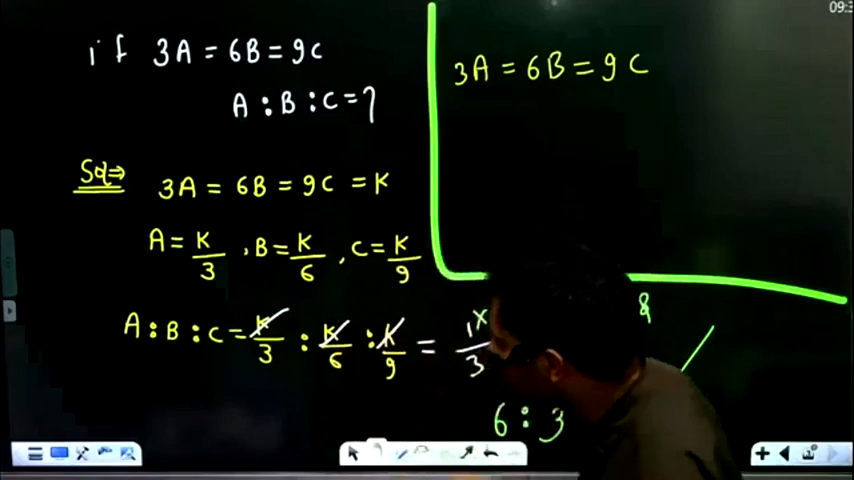 if 3A = 6B = 9C
A : B : C = ?
Sol⇒
3A = 6B = 9C = K
A = K/3 , B = K/6 , C = K/9
A : B : C = K/3 : K/6 : K/9 = 1×/3
6 : 3
3A = 6B = 9C
09:3